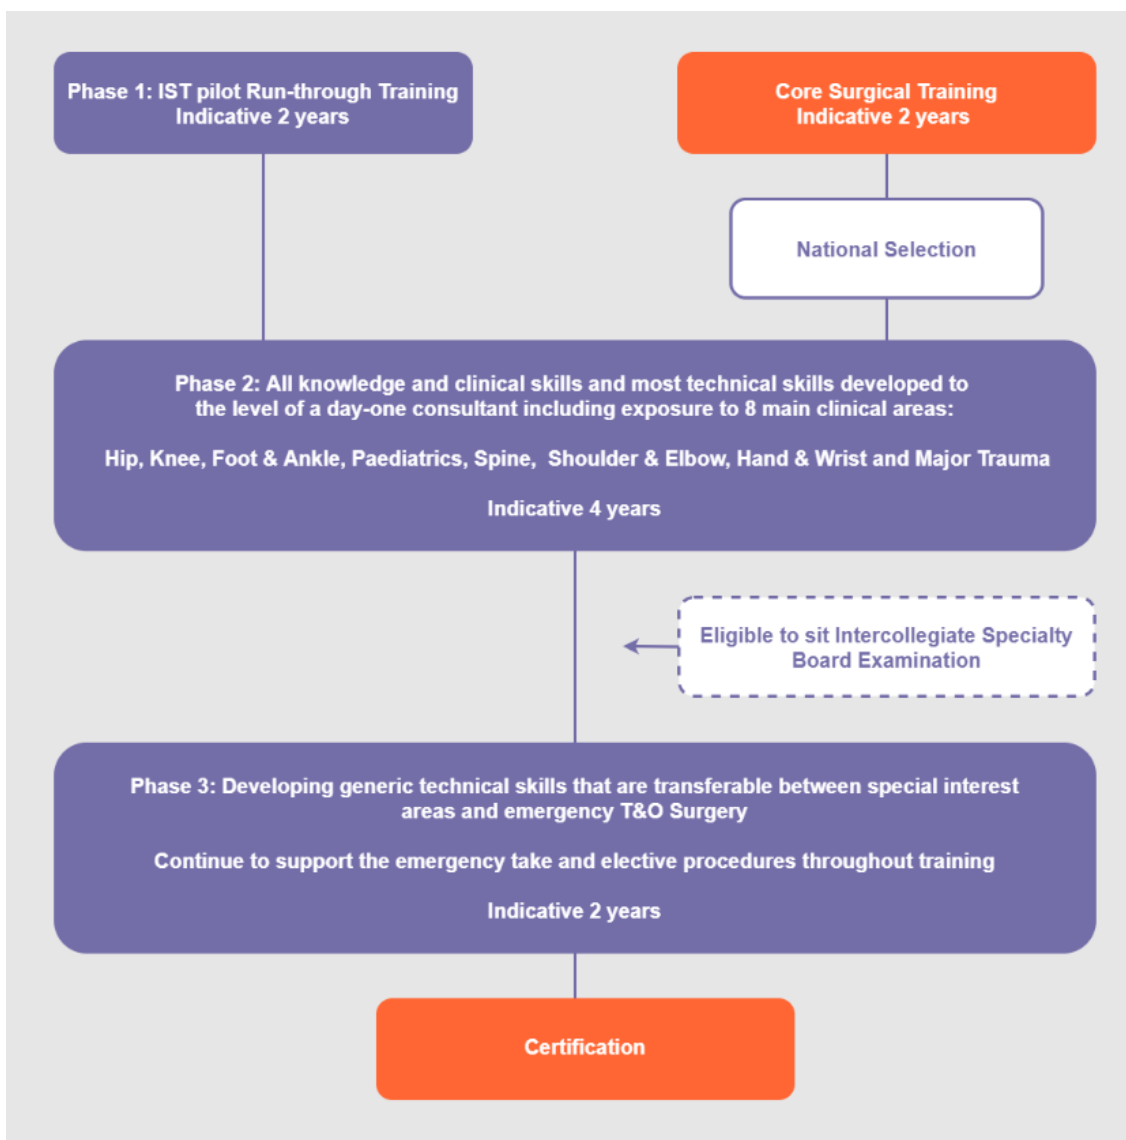 Phase 1: IST pilot Run-through Training
Indicative 2 years
Core Surgical Training
Indicative 2 years
National Selection
Phase 2: All knowledge and clinical skills and most technical skills developed to
the level of a day-one consultant including exposure to 8 main clinical areas:
Hip, Knee, Foot & Ankle, Paediatrics, Spine, Shoulder & Elbow, Hand & Wrist and Major Trauma
Indicative 4 years
Eligible to sit Intercollegiate Specialty
Board Examination
Phase 3: Developing generic technical skills that are transferable between special interest
areas and emergency T&O Surgery
Continue to support the emergency take and elective procedures throughout training
Indicative 2 years
Certification